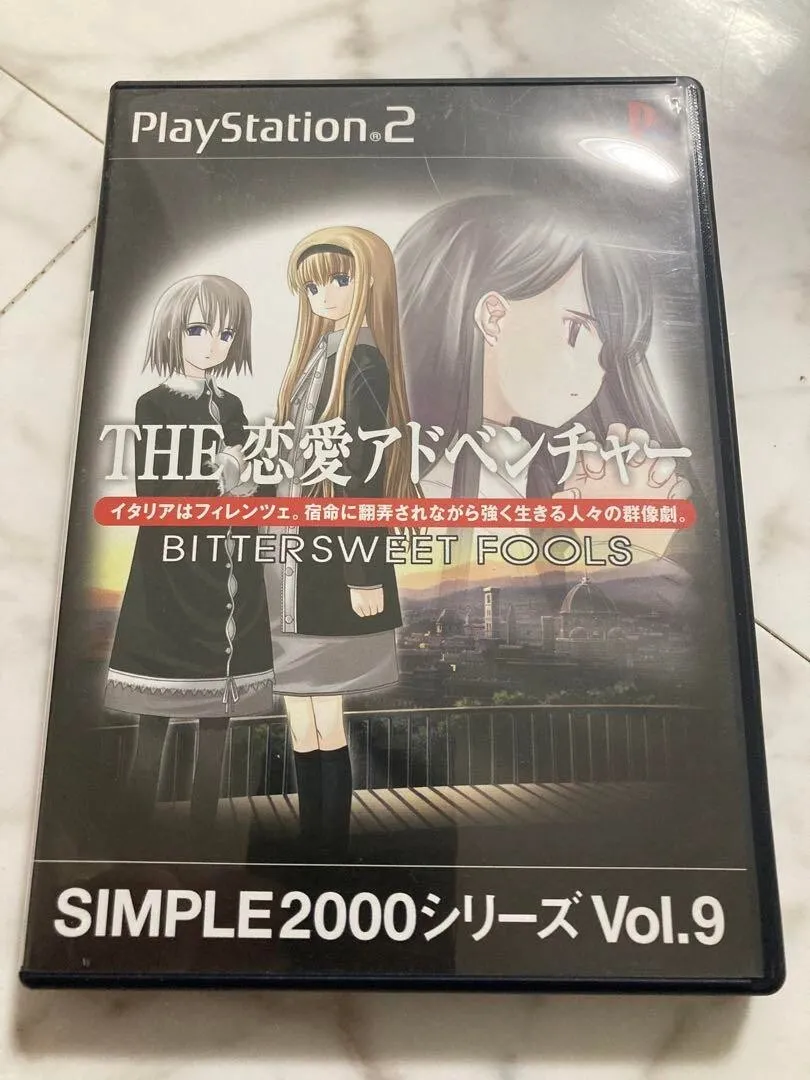 PlayStation®2
THE 恋愛アドベンチャー
イタリアはフィレンツェ。宿命に翻弄されながら強く生きる人々の群像劇。
BITTERSWEET FOOLS
SIMPLE2000シリーズ Vol.9